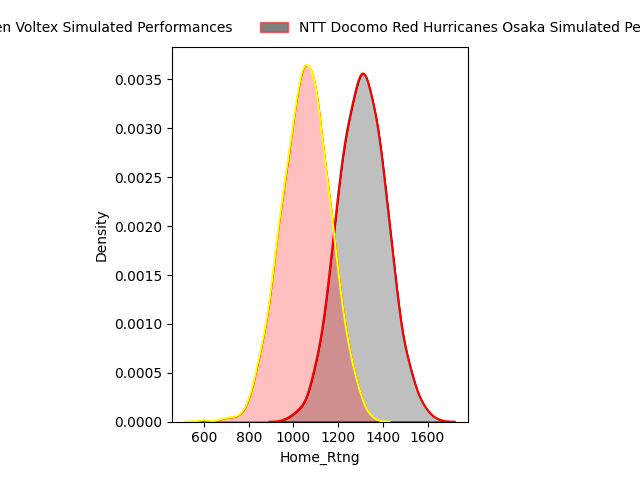 en Voltex Simulated Performances NTT Docomo Red Hurricanes Osaka Simulated Pe
0.0035
0.0030
0.0025
0.0020
0.0015
0.0010
0.0005
0.0000
Density
600 800 1000 1200 1400 1600
Home_Rtng